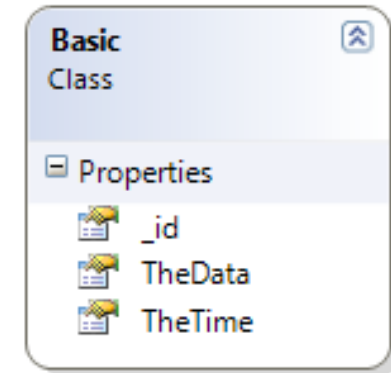 Basic
Class
Properties
_id
TheData
TheTime